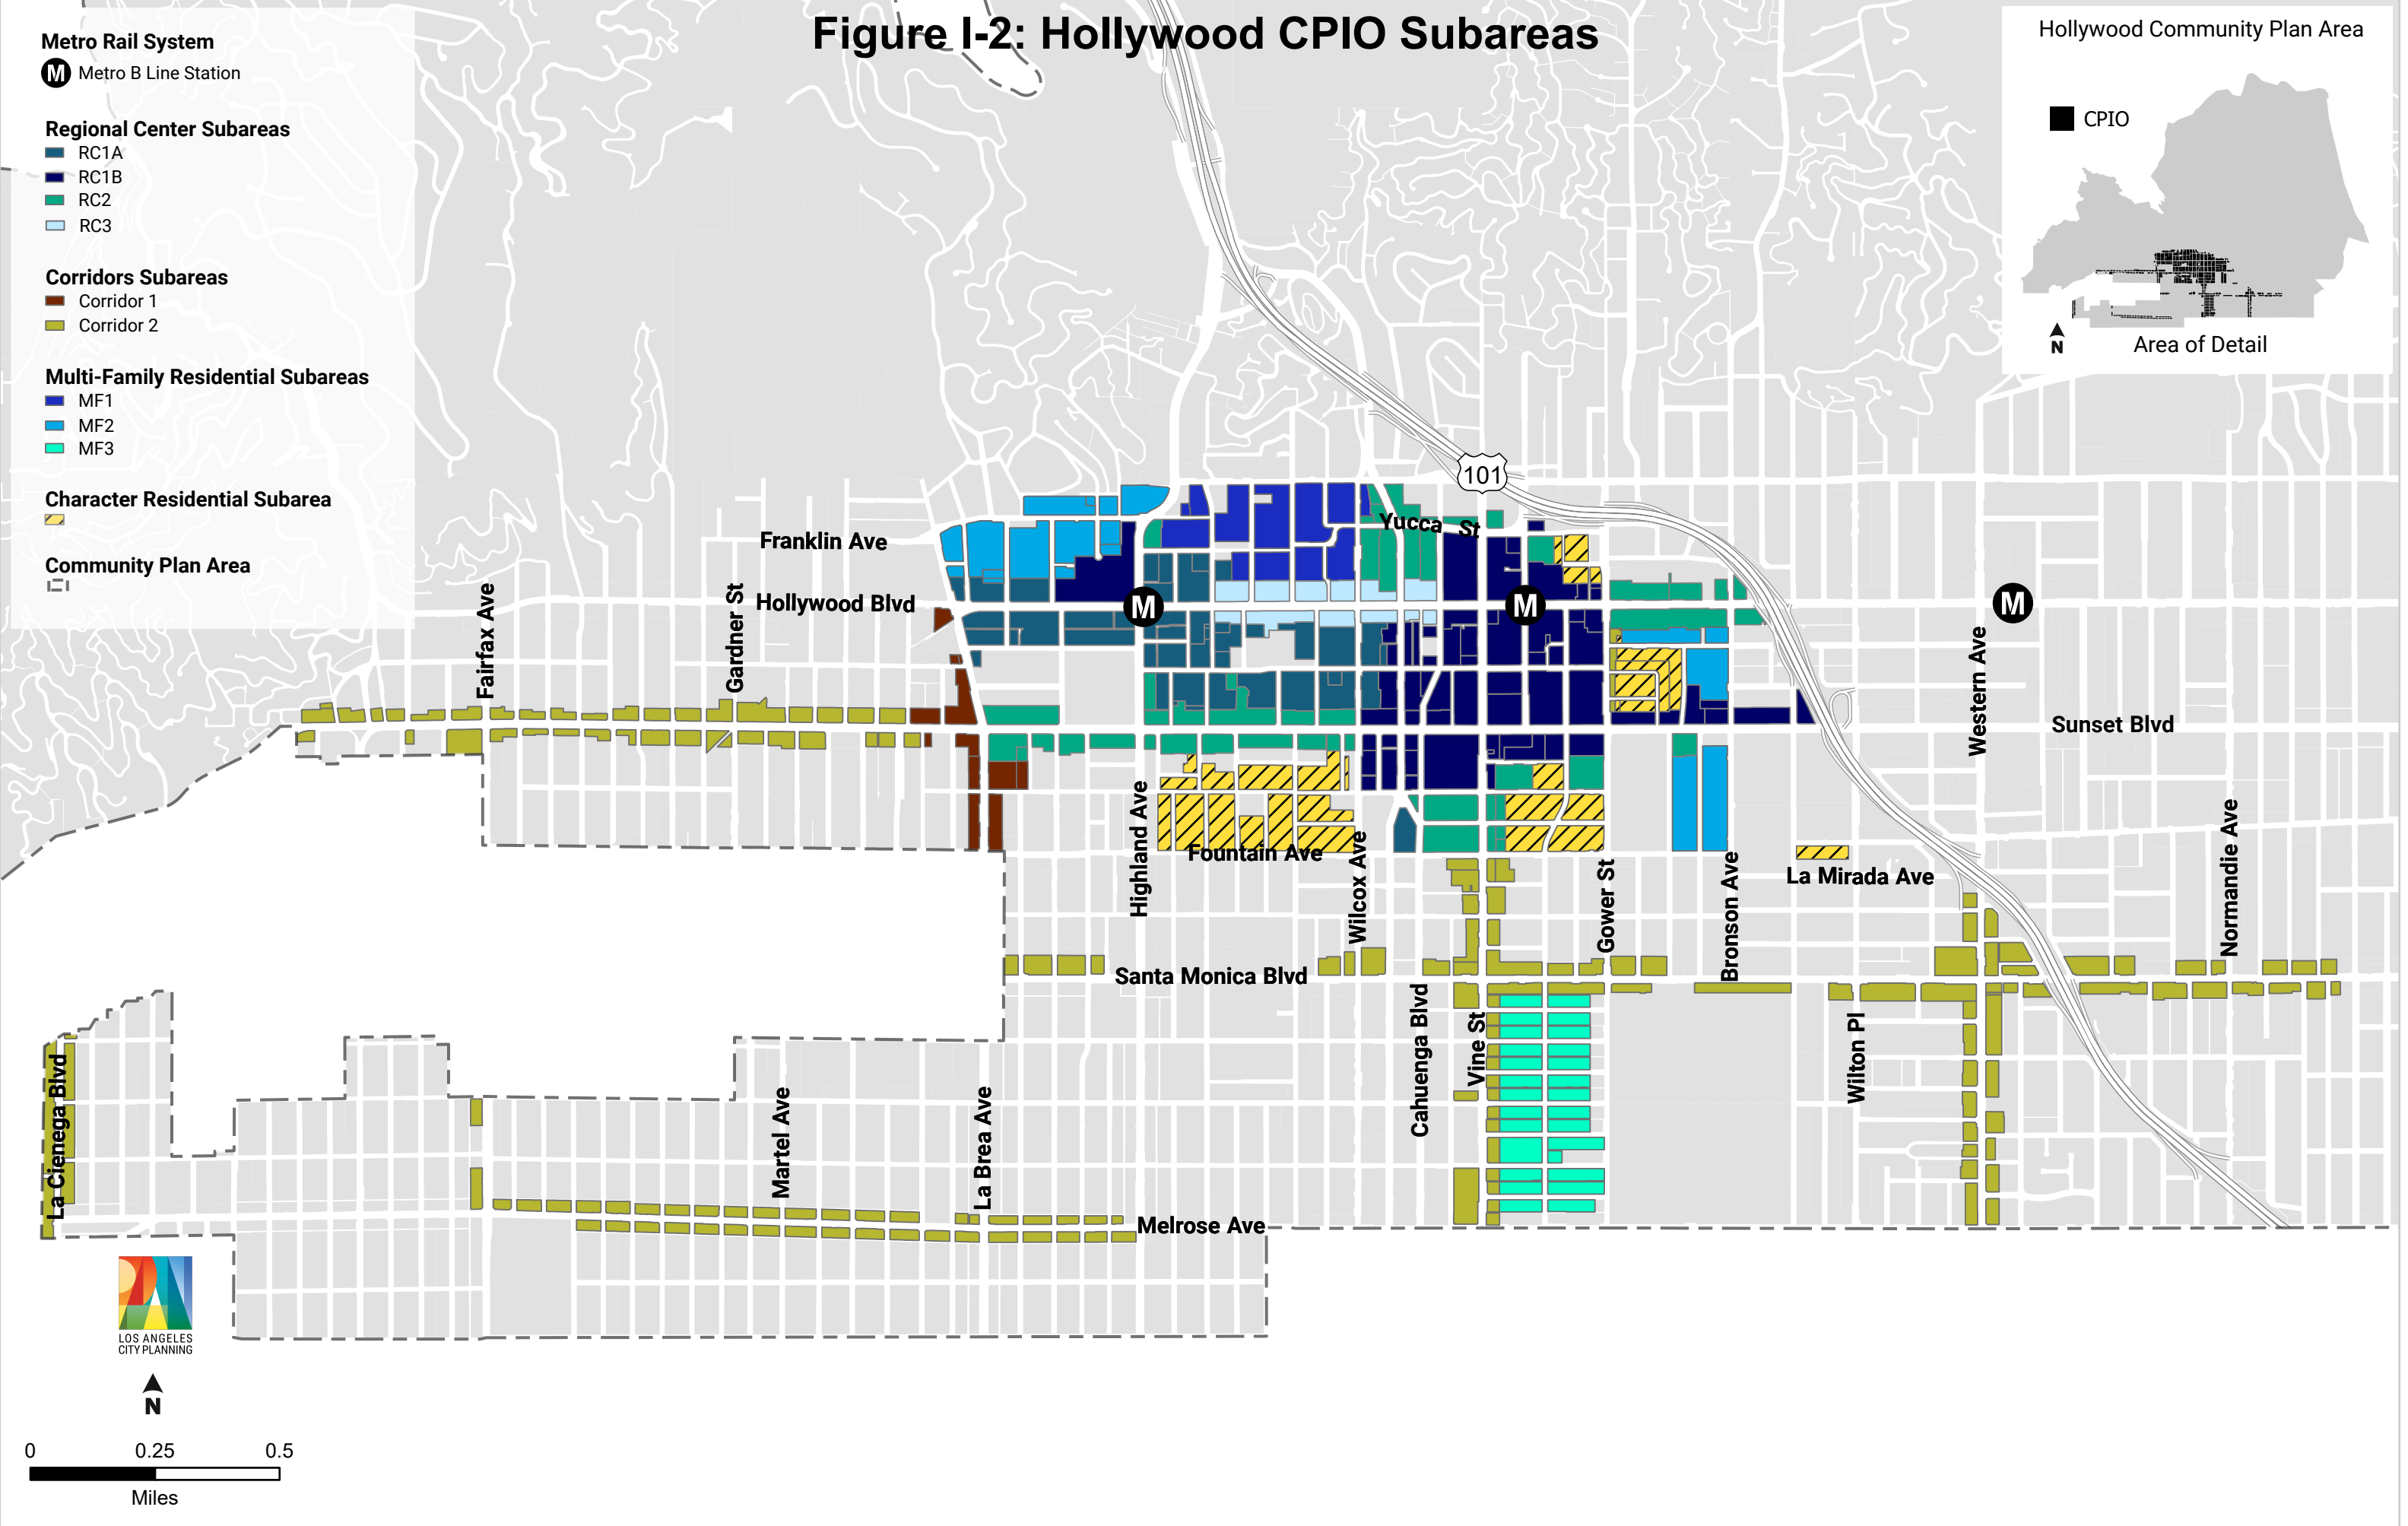 Figure I-2: Hollywood CPIO Subareas
Metro Rail System
M Metro B Line Station
Regional Center Subareas
RC1A
RC1B
RC2
RC3
Corridors Subareas
Corridor 1
Corridor 2
Multi-Family Residential Subareas
MF1
MF2
MF3
Character Residential Subarea
Community Plan Area
Hollywood Community Plan Area
CPIO
N
Area of Detail
101
Yucca St
Franklin Ave
Hollywood Blvd
M
M
M
Fairfax Ave
Gardner St
Western Ave
Sunset Blvd
Highland Ave
Fountain Ave
Wilcox Ave
Gower St
Bronson Ave
La Mirada Ave
Normandie Ave
Santa Monica Blvd
Cahuenga Blvd
Vine St
Wilton Pl
La Cienega Blvd
Martel Ave
La Brea Ave
Melrose Ave
LOS ANGELES
CITY PLANNING
N
0 0.25 0.5
Miles